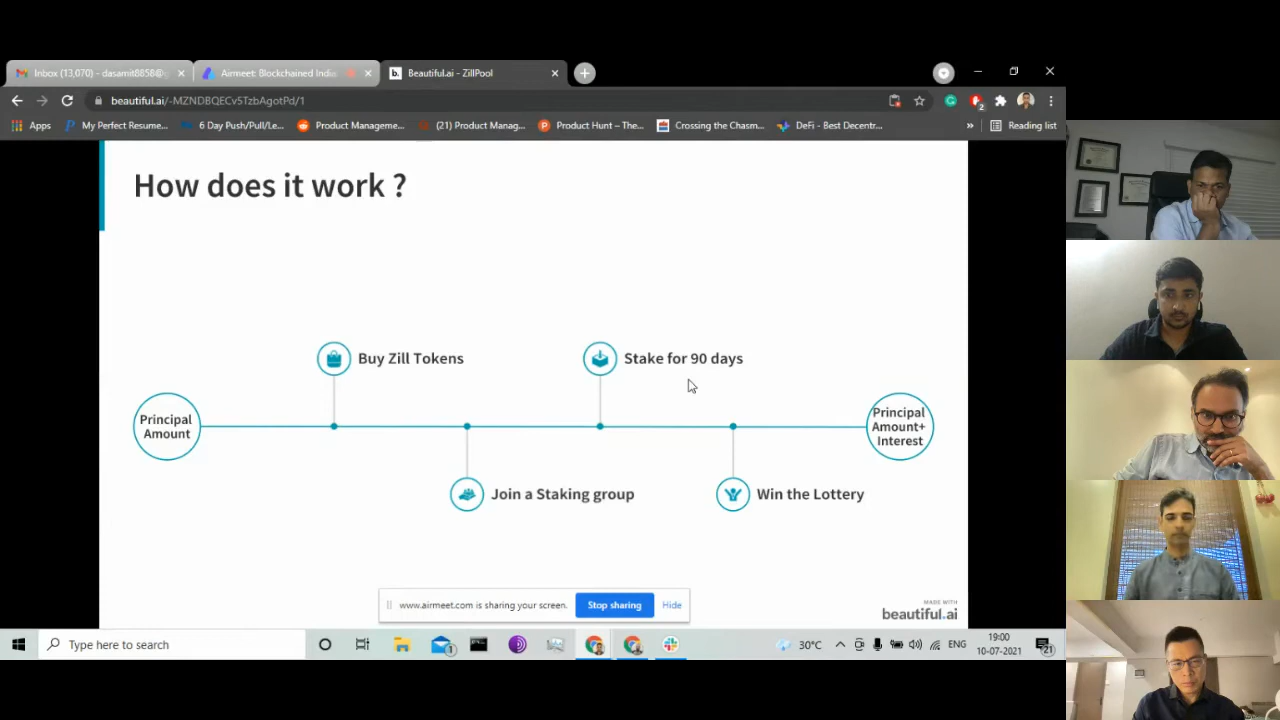 Inbox (13,070) - dasamit8858@g
Airmeet: Blockchained India
b. Beautiful.ai - ZillPool
beautiful.ai/-MZNDBQECv5TzbAgotPd/1
Apps
My Perfect Resume...
6 Day Push/Pull/Le...
Product Manageme...
(21) Product Manag...
Product Hunt – The...
Crossing the Chasm...
DeFi - Best Decentr...
»
Reading list
How does it work ?
Buy Zill Tokens
Stake for 90 days
Principal
Amount
Principal
Amount+
Interest
Join a Staking group
Win the Lottery
www.airmeet.com is sharing your screen.
Stop sharing
Hide
MADE WITH
beautiful.ai
Type here to search
30°C
ENG
19:00
10-07-2021
21